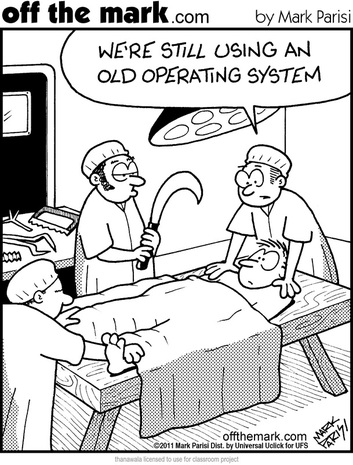 off the mark.com by Mark Parisi
WE'RE STILL USING AN
OLD OPERATING SYSTEM
MARK
PARISI
offthemark.com
©2011 Mark Parisi Dist. by Universal Uclick for UFS
thanawala licensed to use for classroom project